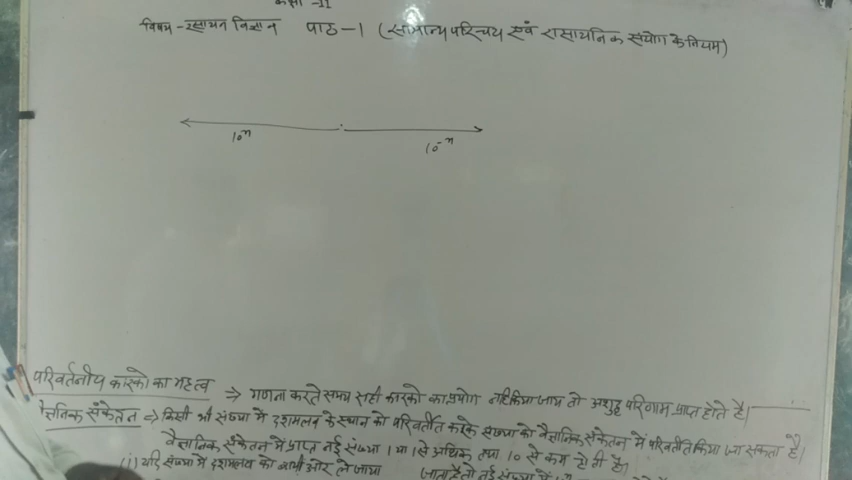 कक्षा -11
विषय - रसायन विज्ञान पाठ-1 (सामान्य परिचय एवं रासायनिक संयोग के नियम)
10ⁿ 10⁻ⁿ
परिवर्तनीय कारको का महत्व ⇒ गणना करते समय सही कारको का प्रयोग नहि किया जाय तो अशुद्ध परिणाम प्राप्त होते है।
वैज्ञानिक संकेतन ⇒ किसी भी संख्या मे दशमलव के स्थान को परिवर्तित करके संख्या को वैज्ञानिक संकेतन में परिवर्तित किया जा सकता है।
वैज्ञानिक संकेतन मे प्राप्त नई संख्या 1 या 1 से अधिक तथा 10 से कम होती है।
(i) यदि संख्या मे दशमलव को बायी ओर ले जाया जाता है तो नई संख्या में